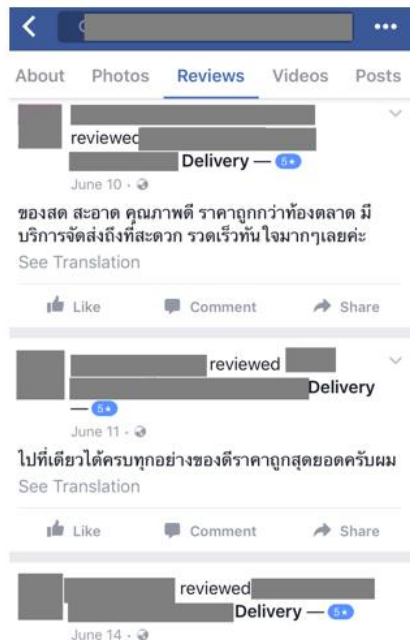 About Photos Reviews Videos Posts
reviewed
Delivery — 5★
June 10 ·
ของสด สะอาด คุณภาพดี ราคาถูกกว่าท้องตลาด มี
บริการจัดส่งถึงที่สะดวก รวดเร็วทันใจมากๆเลยค่ะ
See Translation
Like Comment Share
reviewed
Delivery
— 5★
June 11 ·
ไปที่เดียวได้ครบทุกอย่างของดีราคาถูกสุดยอดครับผม
See Translation
Like Comment Share
reviewed
Delivery — 5★
June 14 ·